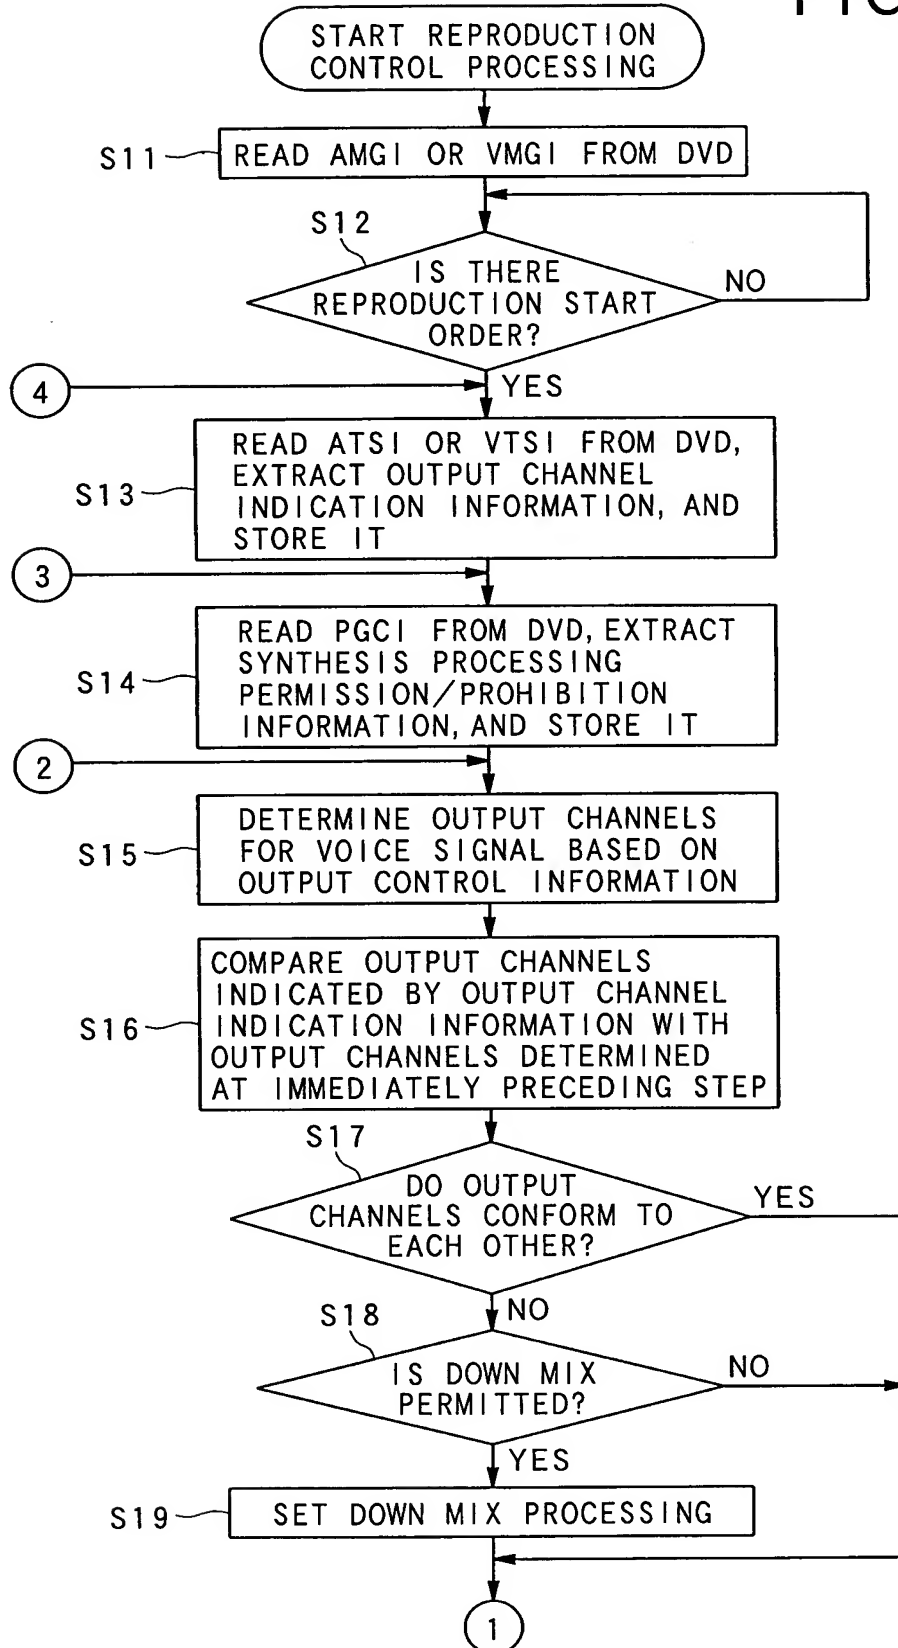 START REPRODUCTION
CONTROL PROCESSING
S11
READ AMGI OR VMGI FROM DVD
S12
IS THERE
REPRODUCTION START
ORDER?
NO
4
YES
S13
READ ATSI OR VTSI FROM DVD,
EXTRACT OUTPUT CHANNEL
INDICATION INFORMATION, AND
STORE IT
3
S14
READ PGCI FROM DVD, EXTRACT
SYNTHESIS PROCESSING
PERMISSION/PROHIBITION
INFORMATION, AND STORE IT
2
S15
DETERMINE OUTPUT CHANNELS
FOR VOICE SIGNAL BASED ON
OUTPUT CONTROL INFORMATION
S16
COMPARE OUTPUT CHANNELS
INDICATED BY OUTPUT CHANNEL
INDICATION INFORMATION WITH
OUTPUT CHANNELS DETERMINED
AT IMMEDIATELY PRECEDING STEP
S17
DO OUTPUT
CHANNELS CONFORM TO
EACH OTHER?
YES
NO
S18
IS DOWN MIX
PERMITTED?
NO
YES
S19
SET DOWN MIX PROCESSING
1